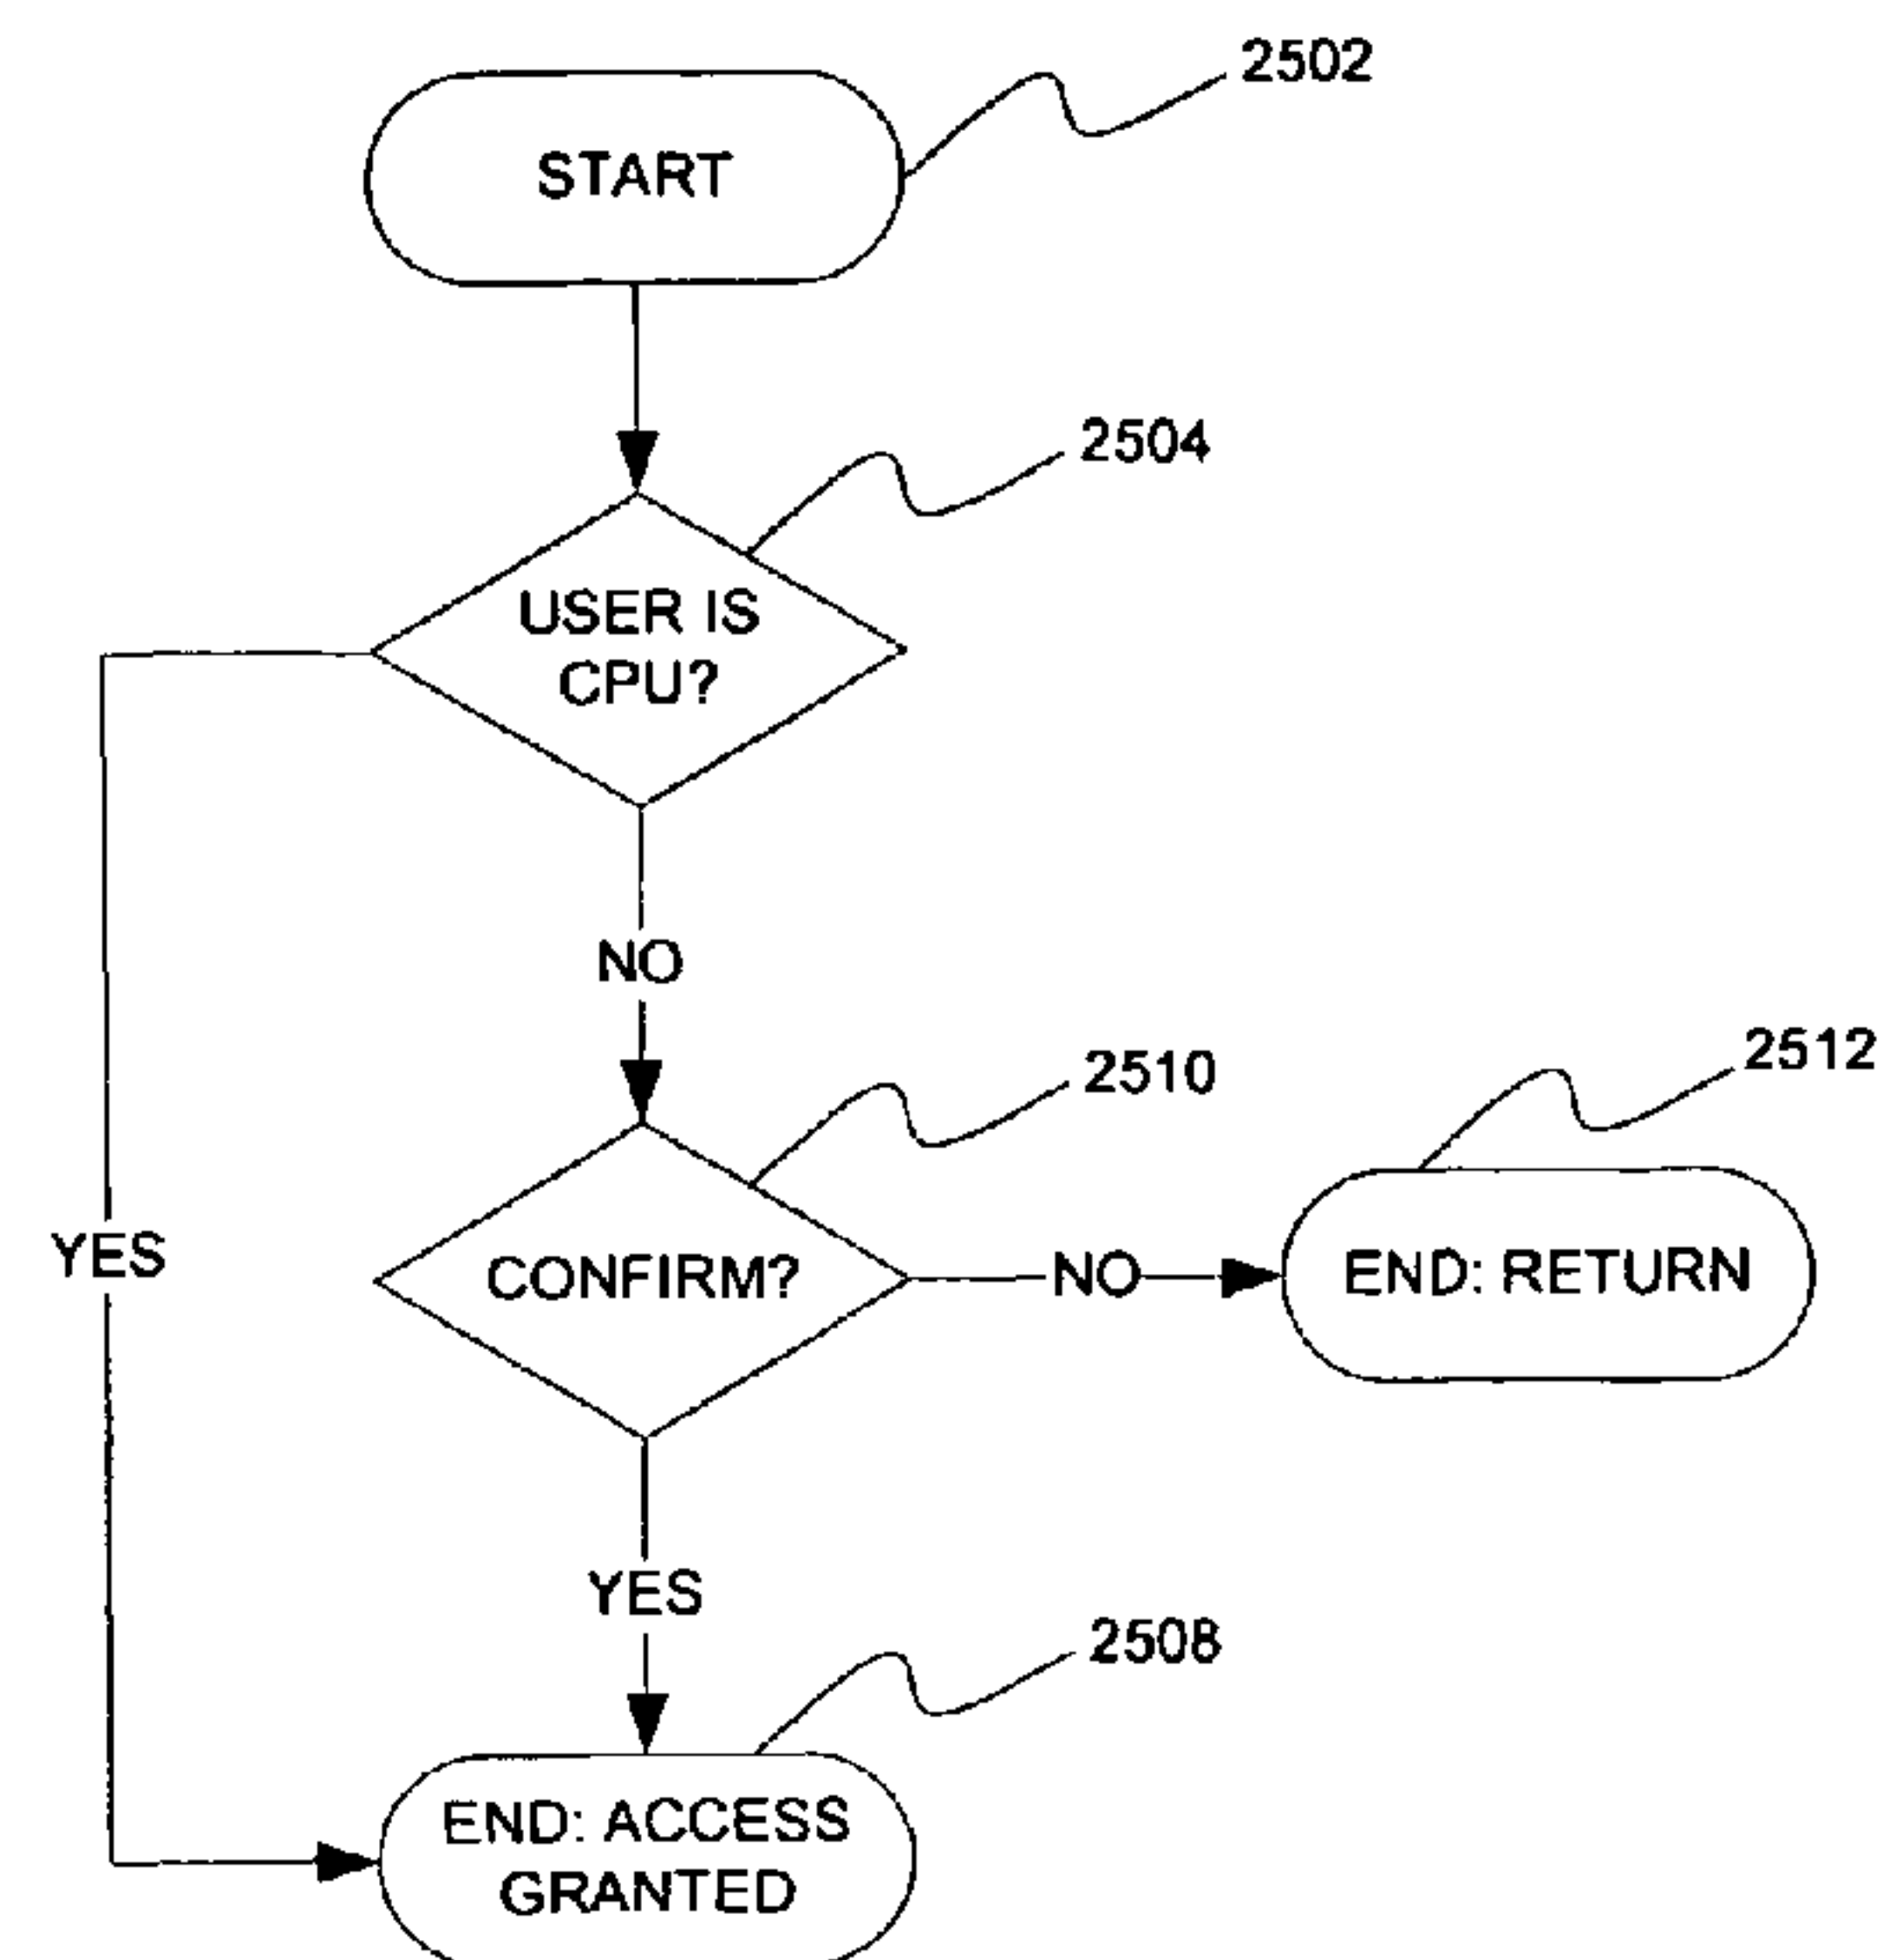 2502
START
2504
USER IS
CPU?
NO
2510
2512
YES
CONFIRM?
NO
END: RETURN
YES
2508
END: ACCESS
GRANTED